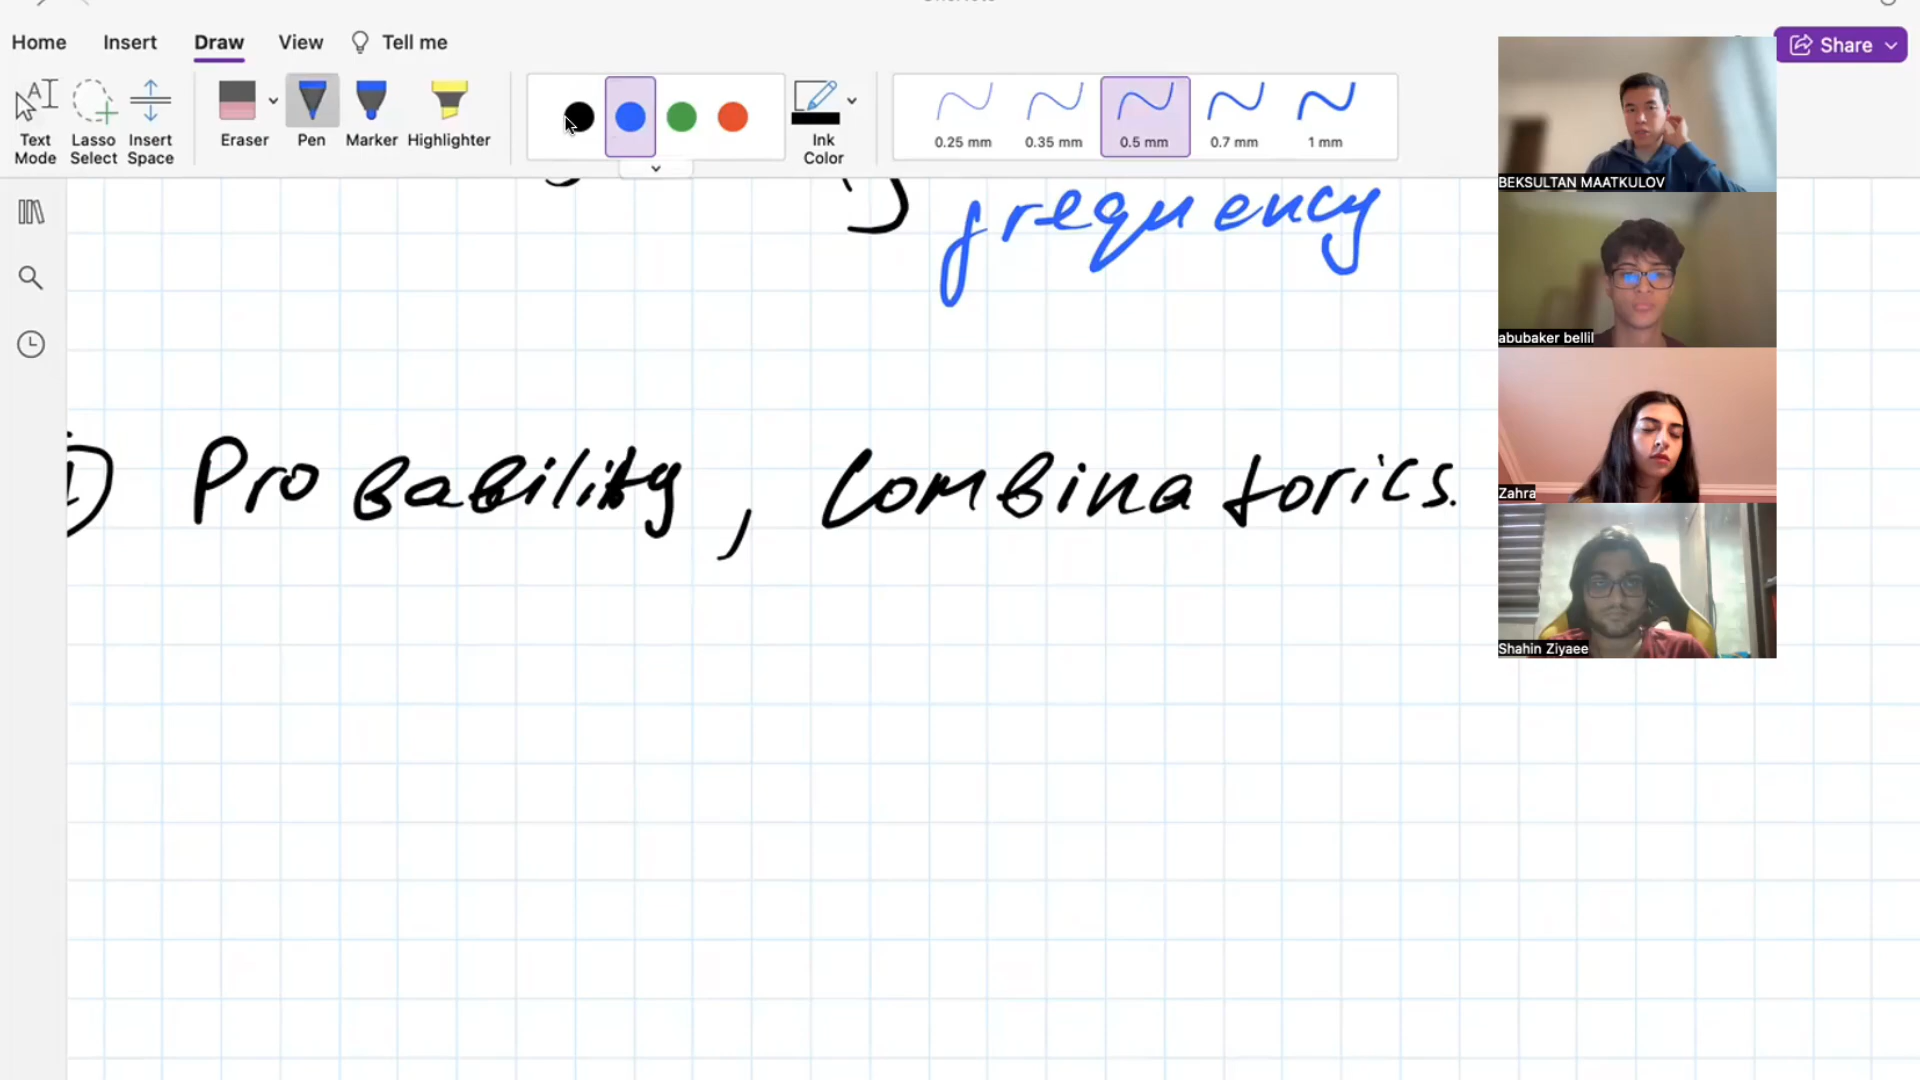 Home Insert Draw View Tell me
Share
Text Mode
Lasso Select
Insert Space
Eraser
Pen
Marker
Highlighter
Ink Color
0.25 mm
0.35 mm
0.5 mm
0.7 mm
1 mm
BEKSULTAN MAATKULOV
frequency
abubaker bellil
Probability, Combinatorics.
Zahra
Shahin Ziyaee